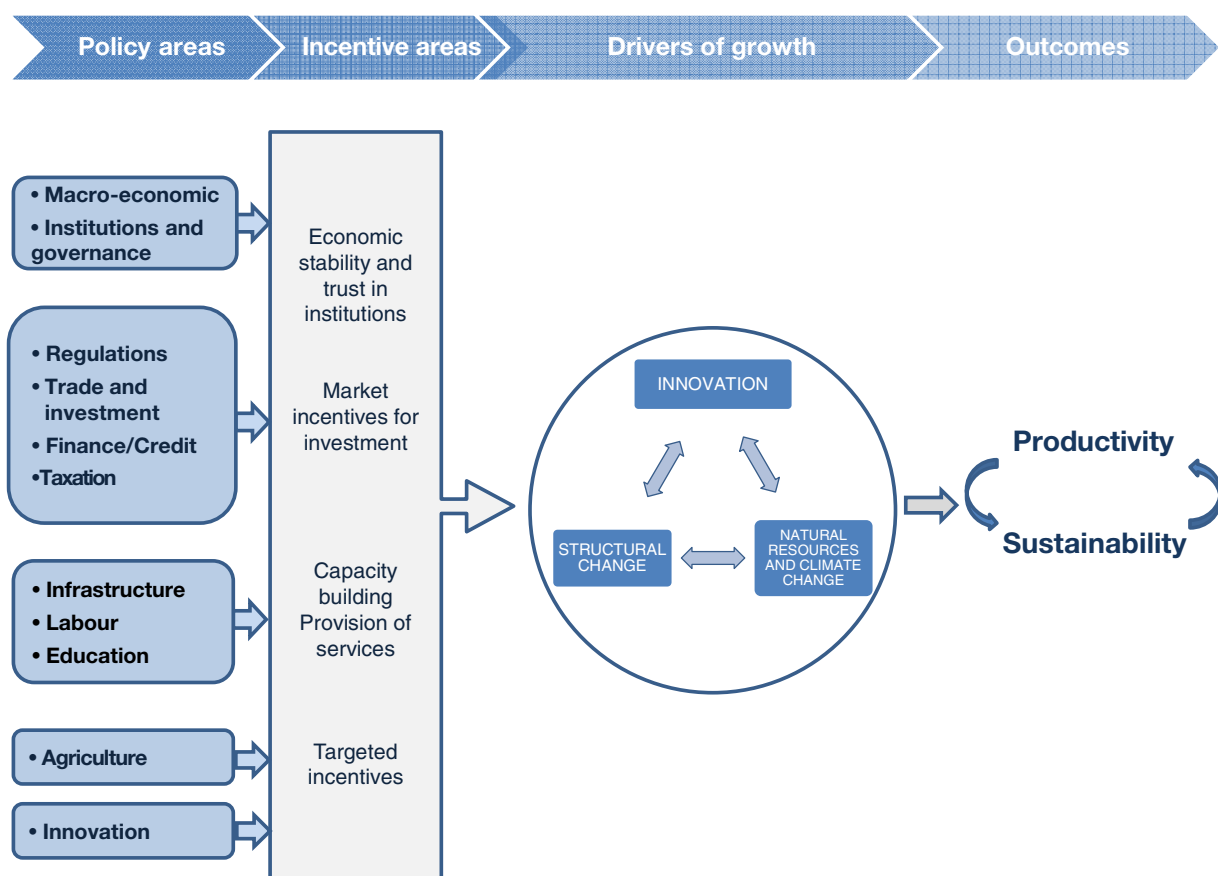 Policy areas
Incentive areas
Drivers of growth
Outcomes
• Macro-economic
• Institutions and
governance
• Regulations
• Trade and
investment
• Finance/Credit
•Taxation
• Infrastructure
• Labour
• Education
• Agriculture
• Innovation
Economic
stability and
trust in
institutions
Market
incentives for
investment
Capacity
building
Provision of
services
Targeted
incentives
INNOVATION
STRUCTURAL
CHANGE
NATURAL
RESOURCES
AND CLIMATE
CHANGE
Productivity
Sustainability